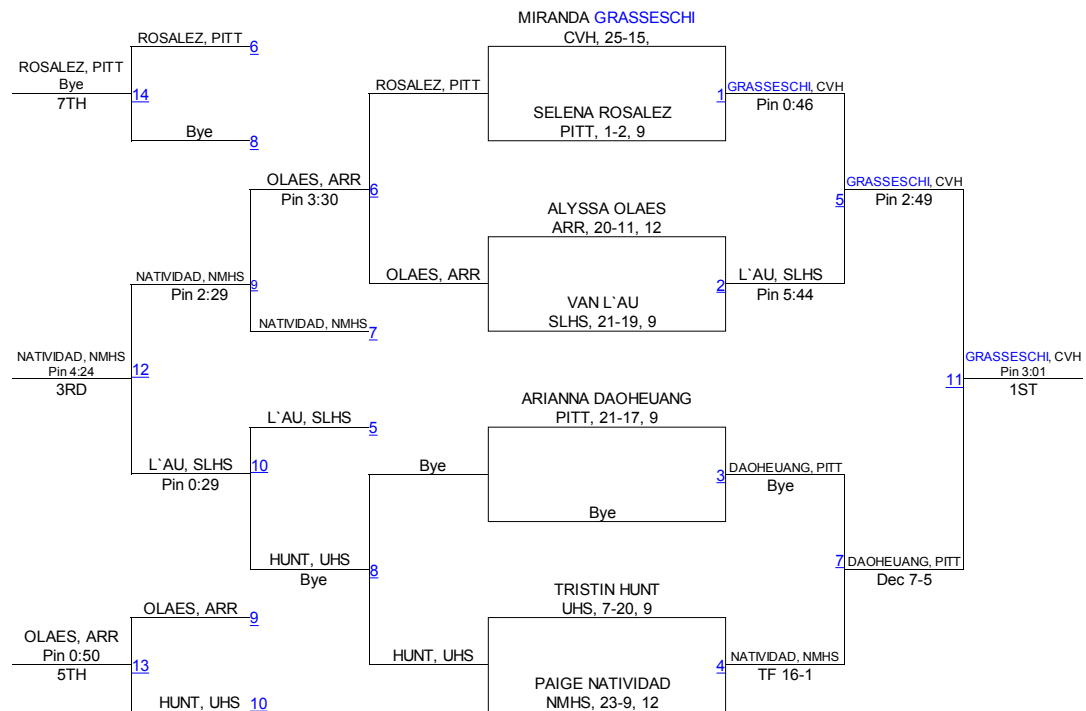 MIRANDA GRASSESCHI
CVH, 25-15,
ROSALEZ, PITT
6
ROSALEZ, PITT
Bye
7TH
14
ROSALEZ, PITT
1
GRASSESCHI, CVH
Pin 0:46
SELENA ROSALEZ
PITT, 1-2, 9
Bye
8
OLAES, ARR
Pin 3:30
6
5
GRASSESCHI, CVH
Pin 2:49
ALYSSA OLAES
ARR, 20-11, 12
NATIVIDAD, NMHS
Pin 2:29
9
OLAES, ARR
2
L`AU, SLHS
Pin 5:44
VAN L`AU
SLHS, 21-19, 9
NATIVIDAD, NMHS
7
NATIVIDAD, NMHS
Pin 4:24
3RD
12
11
GRASSESCHI, CVH
Pin 3:01
1ST
ARIANNA DAOHEUANG
PITT, 21-17, 9
L`AU, SLHS
5
L`AU, SLHS
Pin 0:29
10
Bye
3
DAOHEUANG, PITT
Bye
Bye
HUNT, UHS
Bye
8
7
DAOHEUANG, PITT
Dec 7-5
TRISTIN HUNT
UHS, 7-20, 9
OLAES, ARR
9
OLAES, ARR
Pin 0:50
5TH
13
HUNT, UHS
4
NATIVIDAD, NMHS
TF 16-1
PAIGE NATIVIDAD
NMHS, 23-9, 12
HUNT, UHS
10